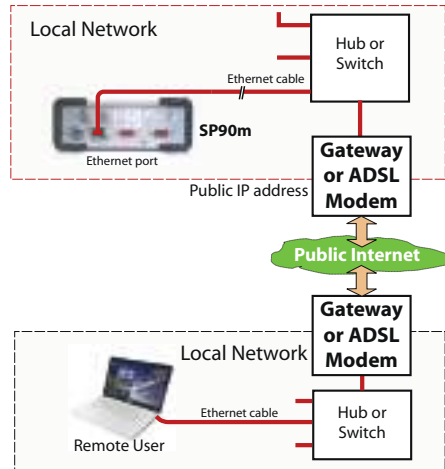 Local Network
Hub or
Switch
Ethernet cable
SP90m
Ethernet port
Public IP address
Gateway
or ADSL
Modem
Public Internet
Gateway
or ADSL
Modem
Local Network
Ethernet cable
Hub or
Switch
Remote User